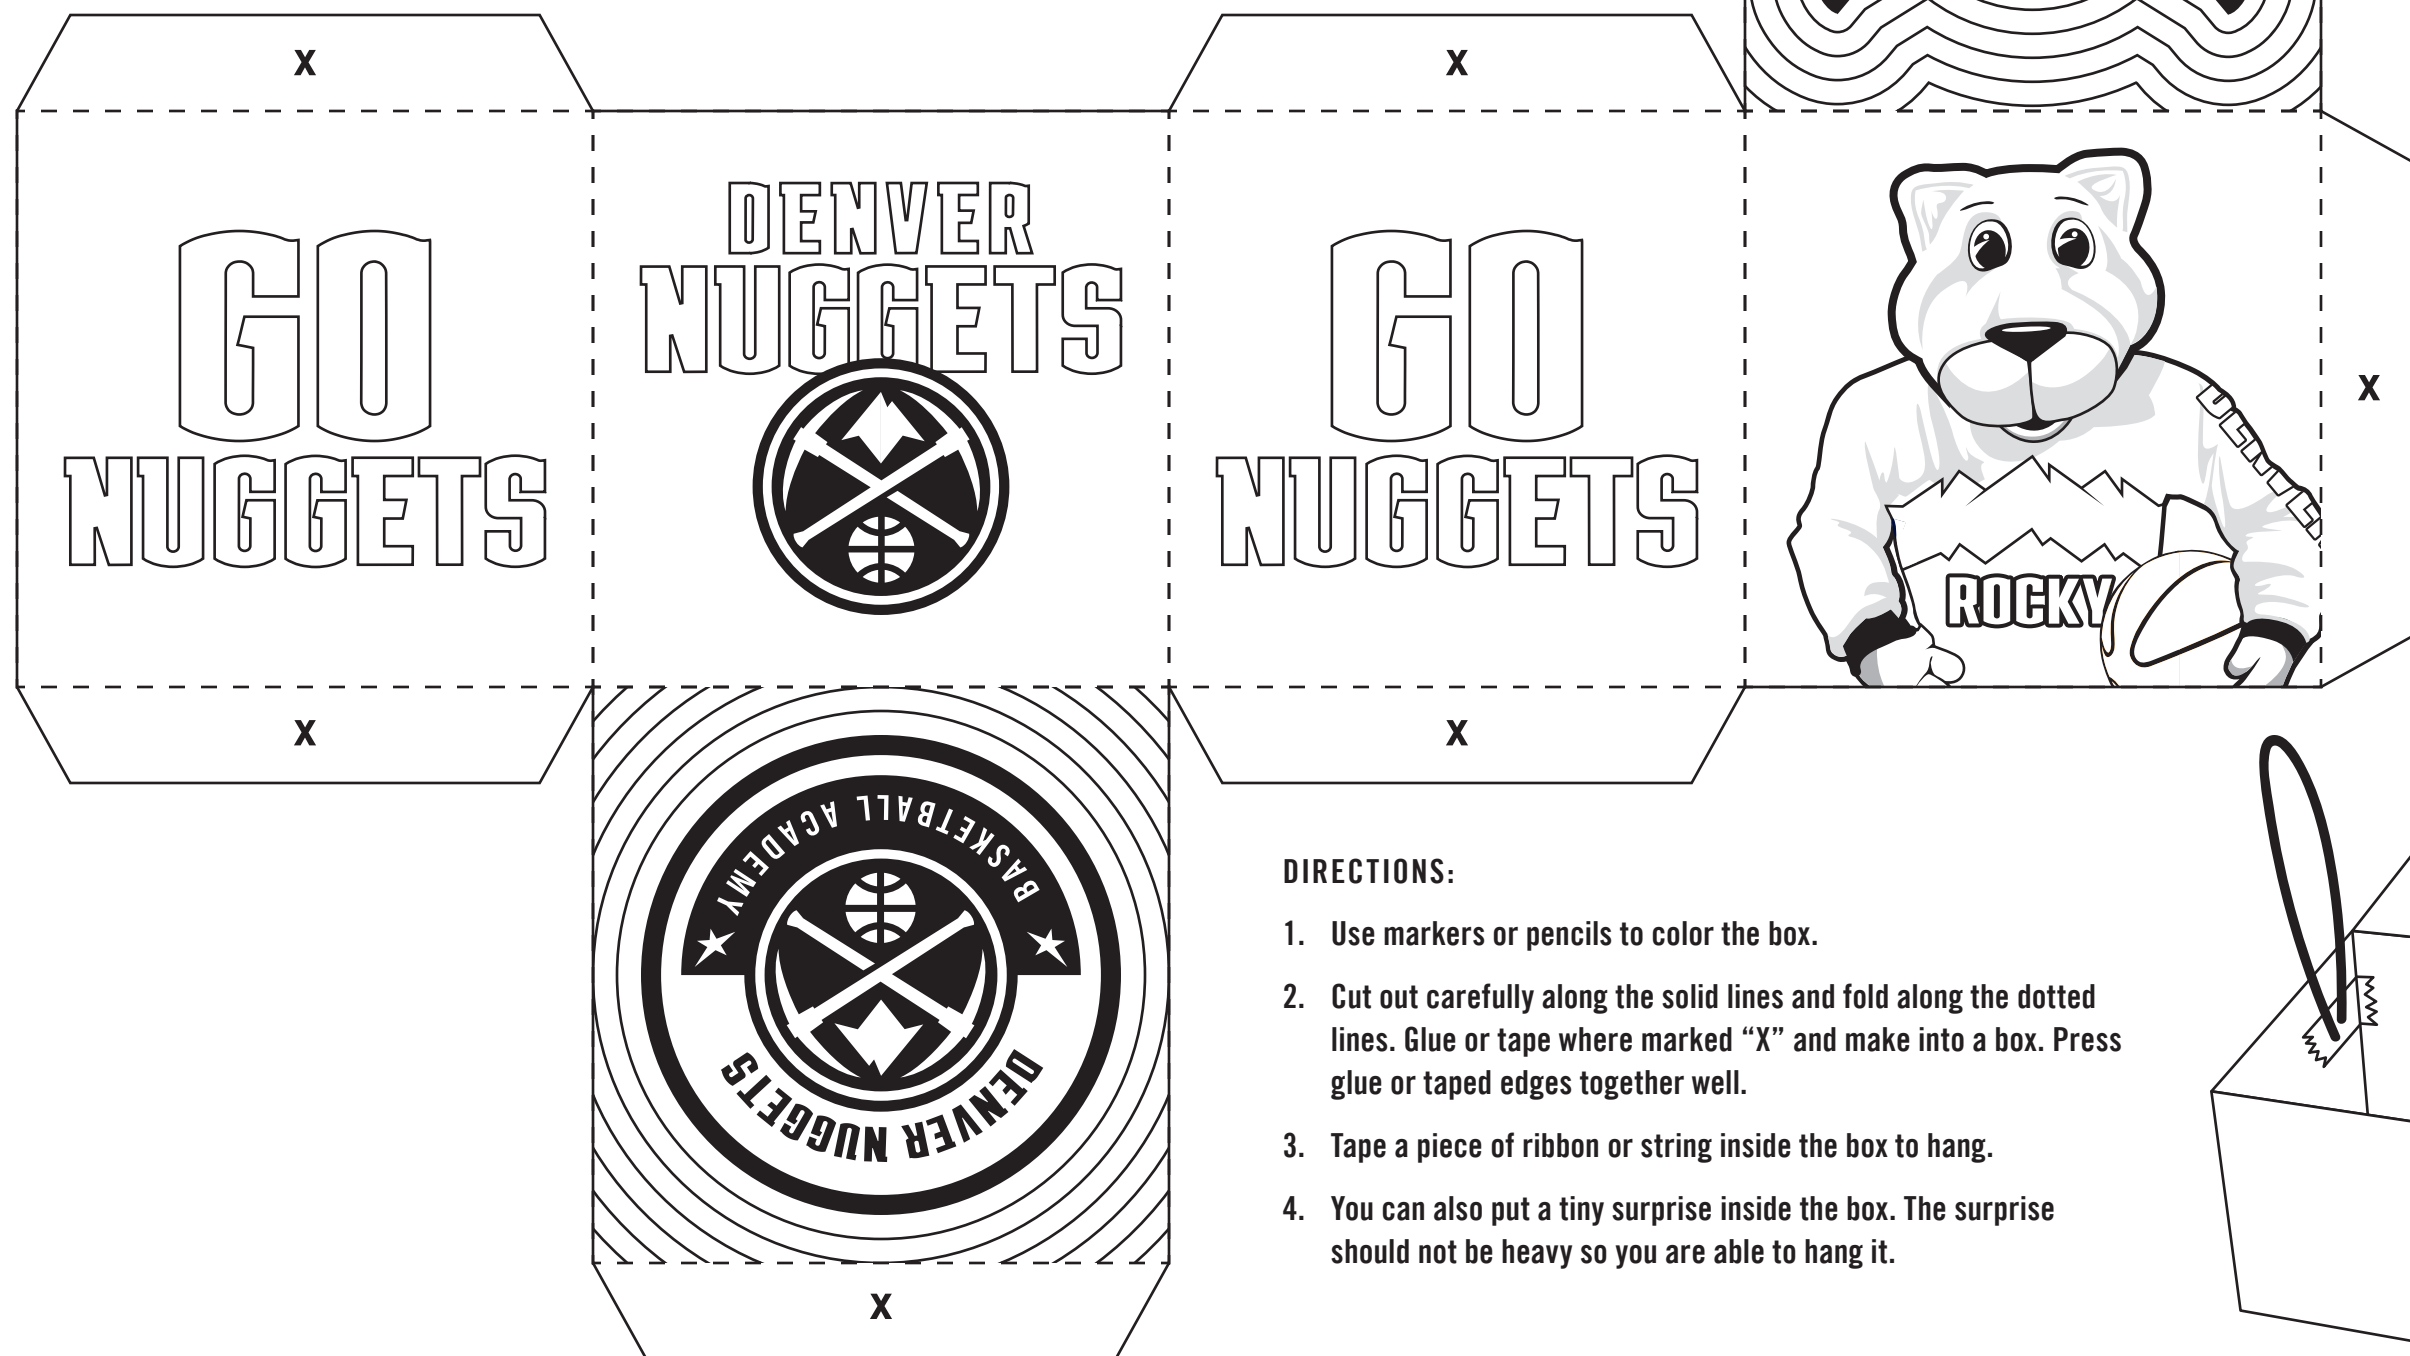 X
X
GO
NUGGETS
DENVER
NUGGETS
GO
NUGGETS
ROCKY
X
X
X
BASKETBALL ACADEMY
DENVER NUGGETS
X
DIRECTIONS:
1. Use markers or pencils to color the box.
2. Cut out carefully along the solid lines and fold along the dotted
lines. Glue or tape where marked “X” and make into a box. Press
glue or taped edges together well.
3. Tape a piece of ribbon or string inside the box to hang.
4. You can also put a tiny surprise inside the box. The surprise
should not be heavy so you are able to hang it.